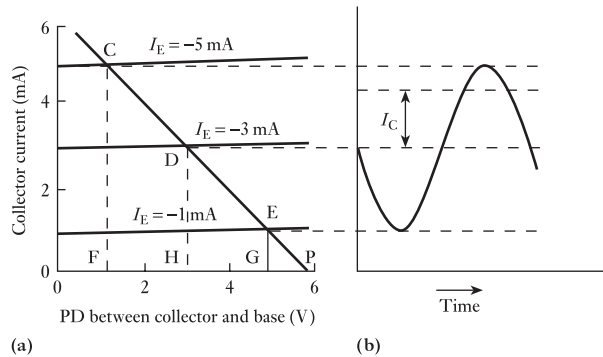 6
4
2
0
Collector current (mA)
C
I_E = −5 mA
I_E = −3 mA
D
I_E = −1 mA
E
F
H
G
P
0
2
4
6
PD between collector and base (V)
(a)
I_C
Time
(b)